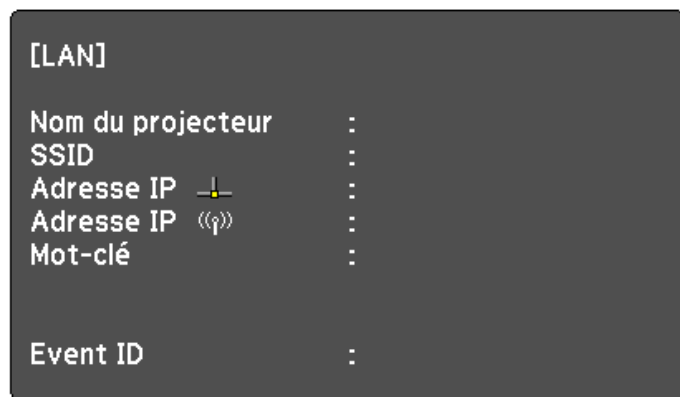 [LAN]
Nom du projecteur :
SSID :
Adresse IP :
Adresse IP :
Mot-clé :
Event ID :